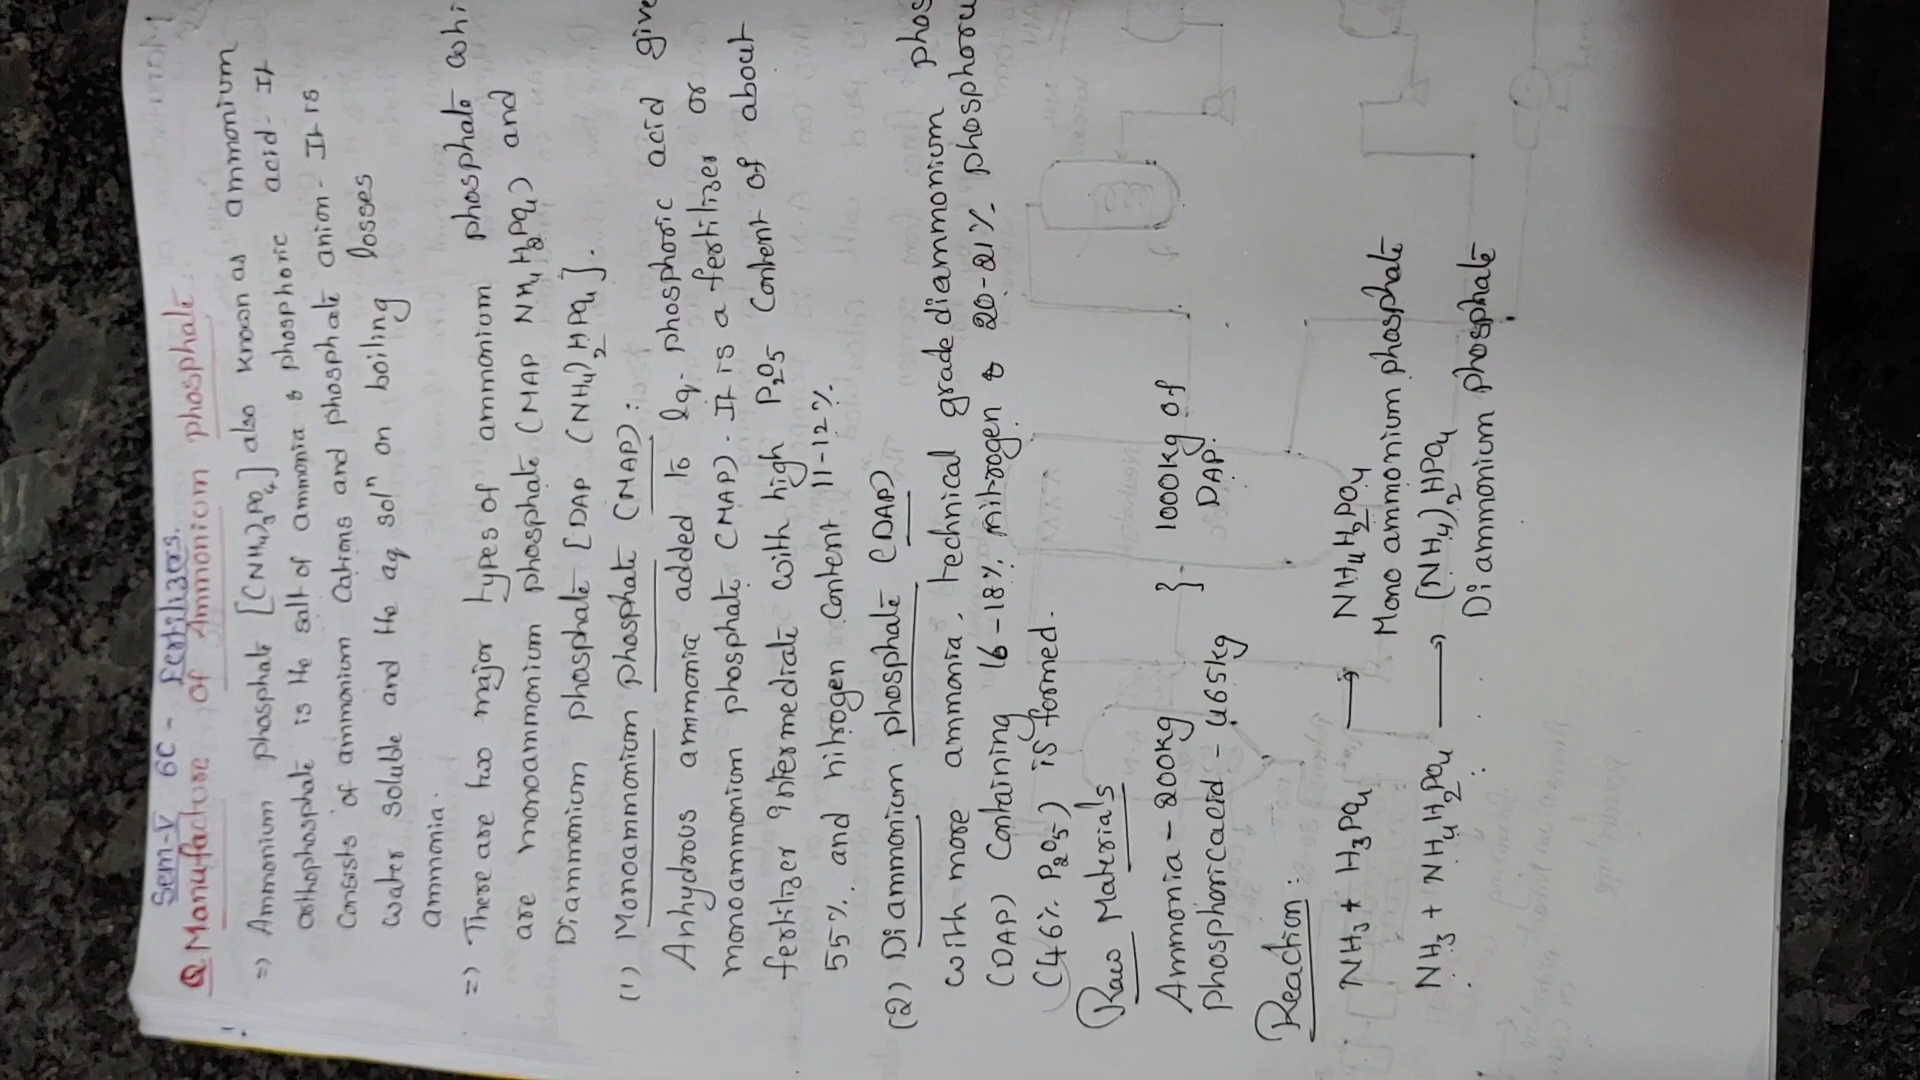 Sem-V 6C - Fertilizers.
Q Manufacture of Ammonium phosphate.
=) Ammonium phosphate [(NH4)3PO4] also known as ammonium
orthophosphate is the salt of ammonia & phosphoric acid. It
consists of ammonium cations and phosphate anion. It is
water soluble and the aq solⁿ on boiling losses
ammonia.
=) There are two major types of ammonium phosphate whi
are monoammonium phosphate (MAP NH4H2PO4) and
Diammonium phosphate [DAP (NH4)2HPO4].
(1) Monoammonium phosphate (MAP):
Anhydrous ammonia added to lq. phosphoric acid give
monoammonium phosphate (MAP). It is a fertilizer or
fertilizer intermediate with high P2O5 content of about
55%. and nitrogen content 11-12%.
(2) Diammonium phosphate (DAP)
with more ammonia, technical grade diammonium phos
(DAP) containing 16-18% nitrogen & 20-21% phosphoru
(46% P2O5) is formed.
Raw Materials
Ammonia - 200kg } 1000kg of
phosphoric acid - 465kg DAP.
Reaction:
NH3 + H3PO4 ⟶ NH4H2PO4
Mono ammonium phosphate
NH3 + NH4H2PO4 ⟶ (NH4)2HPO4
Diammonium phosphate